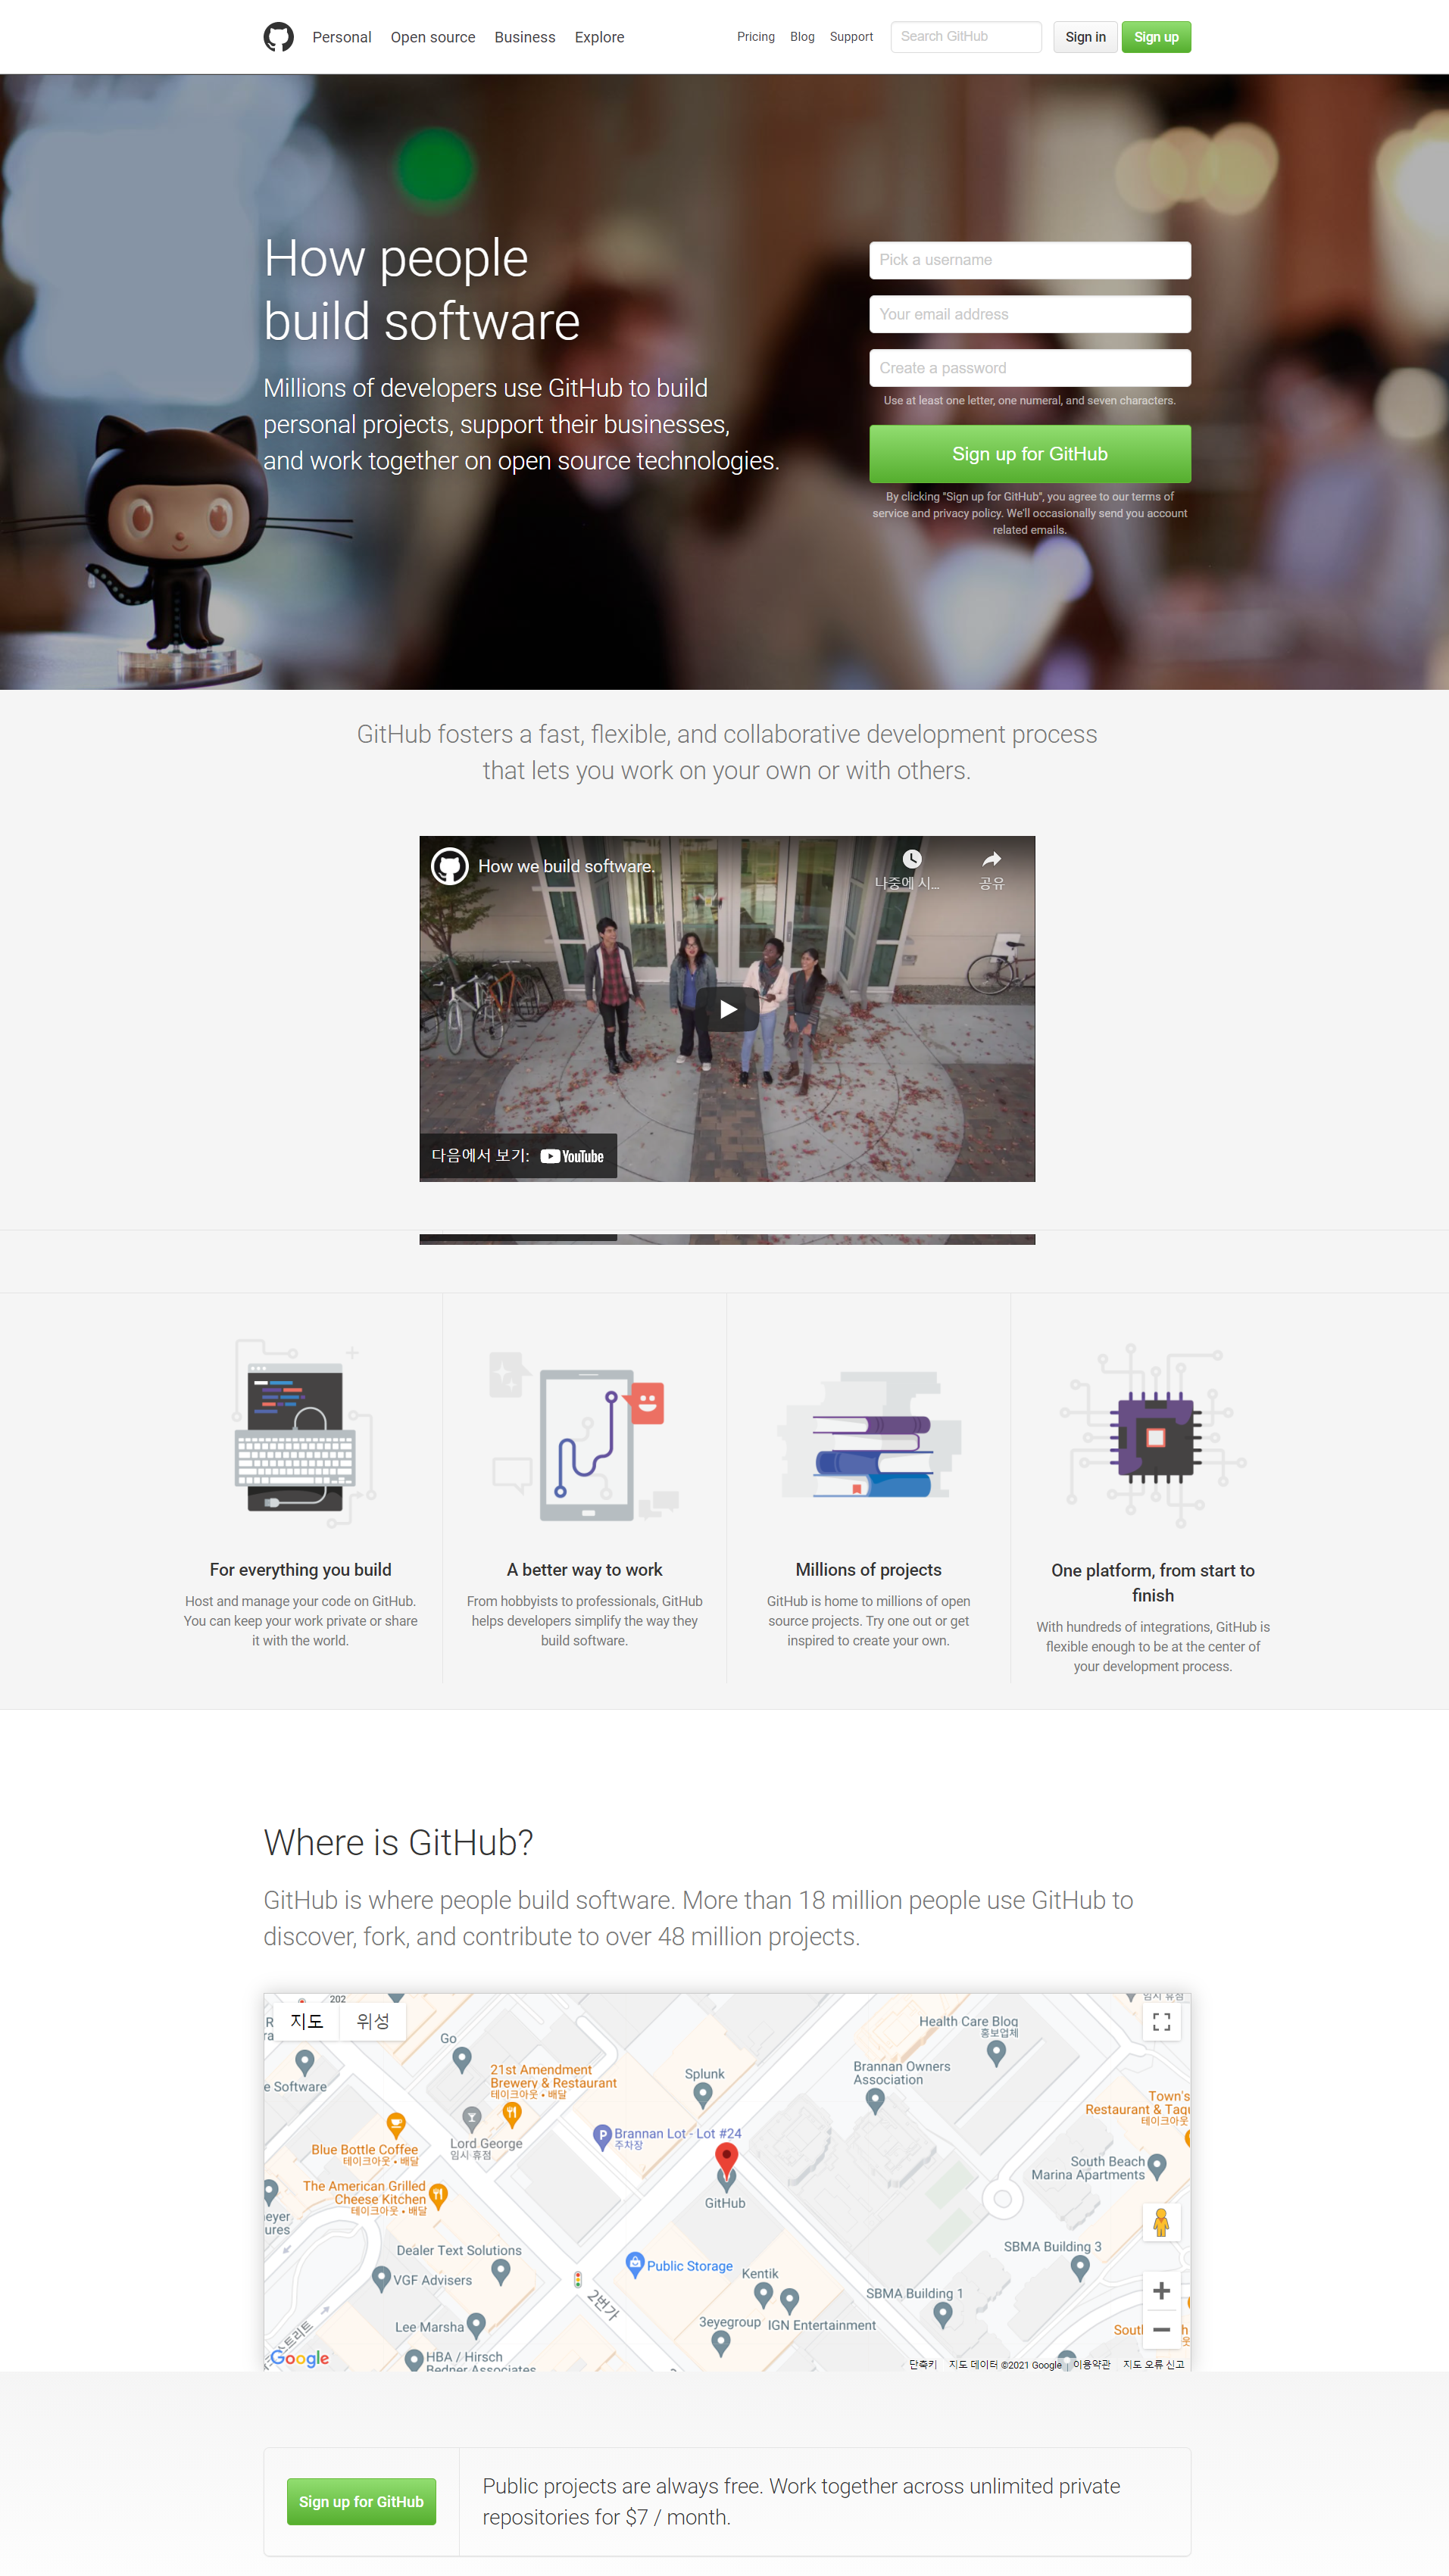 Personal Open source Business Explore Pricing Blog Support Search GitHub Sign in Sign up
How people
build software
Millions of developers use GitHub to build
personal projects, support their businesses,
and work together on open source technologies.
Pick a username
Your email address
Create a password
Use at least one letter, one numeral, and seven characters.
Sign up for GitHub
By clicking "Sign up for GitHub", you agree to our terms of
service and privacy policy. We'll occasionally send you account
related emails.
GitHub fosters a fast, flexible, and collaborative development process
that lets you work on your own or with others.
How we build software.
나중에 시...
공유
다음에서 보기: YouTube
For everything you build
Host and manage your code on GitHub.
You can keep your work private or share
it with the world.
A better way to work
From hobbyists to professionals, GitHub
helps developers simplify the way they
build software.
Millions of projects
GitHub is home to millions of open
source projects. Try one out or get
inspired to create your own.
One platform, from start to
finish
With hundreds of integrations, GitHub is
flexible enough to be at the center of
your development process.
Where is GitHub?
GitHub is where people build software. More than 18 million people use GitHub to
discover, fork, and contribute to over 48 million projects.
202
지도 위성
임시 휴점
Health Care Blog
홍보업체
Go
e Software
21st Amendment
Brewery & Restaurant
테이크아웃 • 배달
Splunk
Brannan Owners
Association
Town's
Restaurant & Taqu
테이크아웃
Blue Bottle Coffee
테이크아웃 • 배달
Lord George
임시 휴점
Brannan Lot - Lot #24
주차장
South Beach
Marina Apartments
The American Grilled
Cheese Kitchen
테이크아웃 • 배달
GitHub
eyer
ures
Dealer Text Solutions
VGF Advisers
Public Storage
Kentik
SBMA Building 3
SBMA Building 1
2번가
Lee Marsha
3eyegroup
IGN Entertainment
스트리트
HBA / Hirsch
Bedner Associates
Google
단축키 지도 데이터 ©2021 Google 이용약관 지도 오류 신고
Sign up for GitHub
Public projects are always free. Work together across unlimited private
repositories for $7 / month.